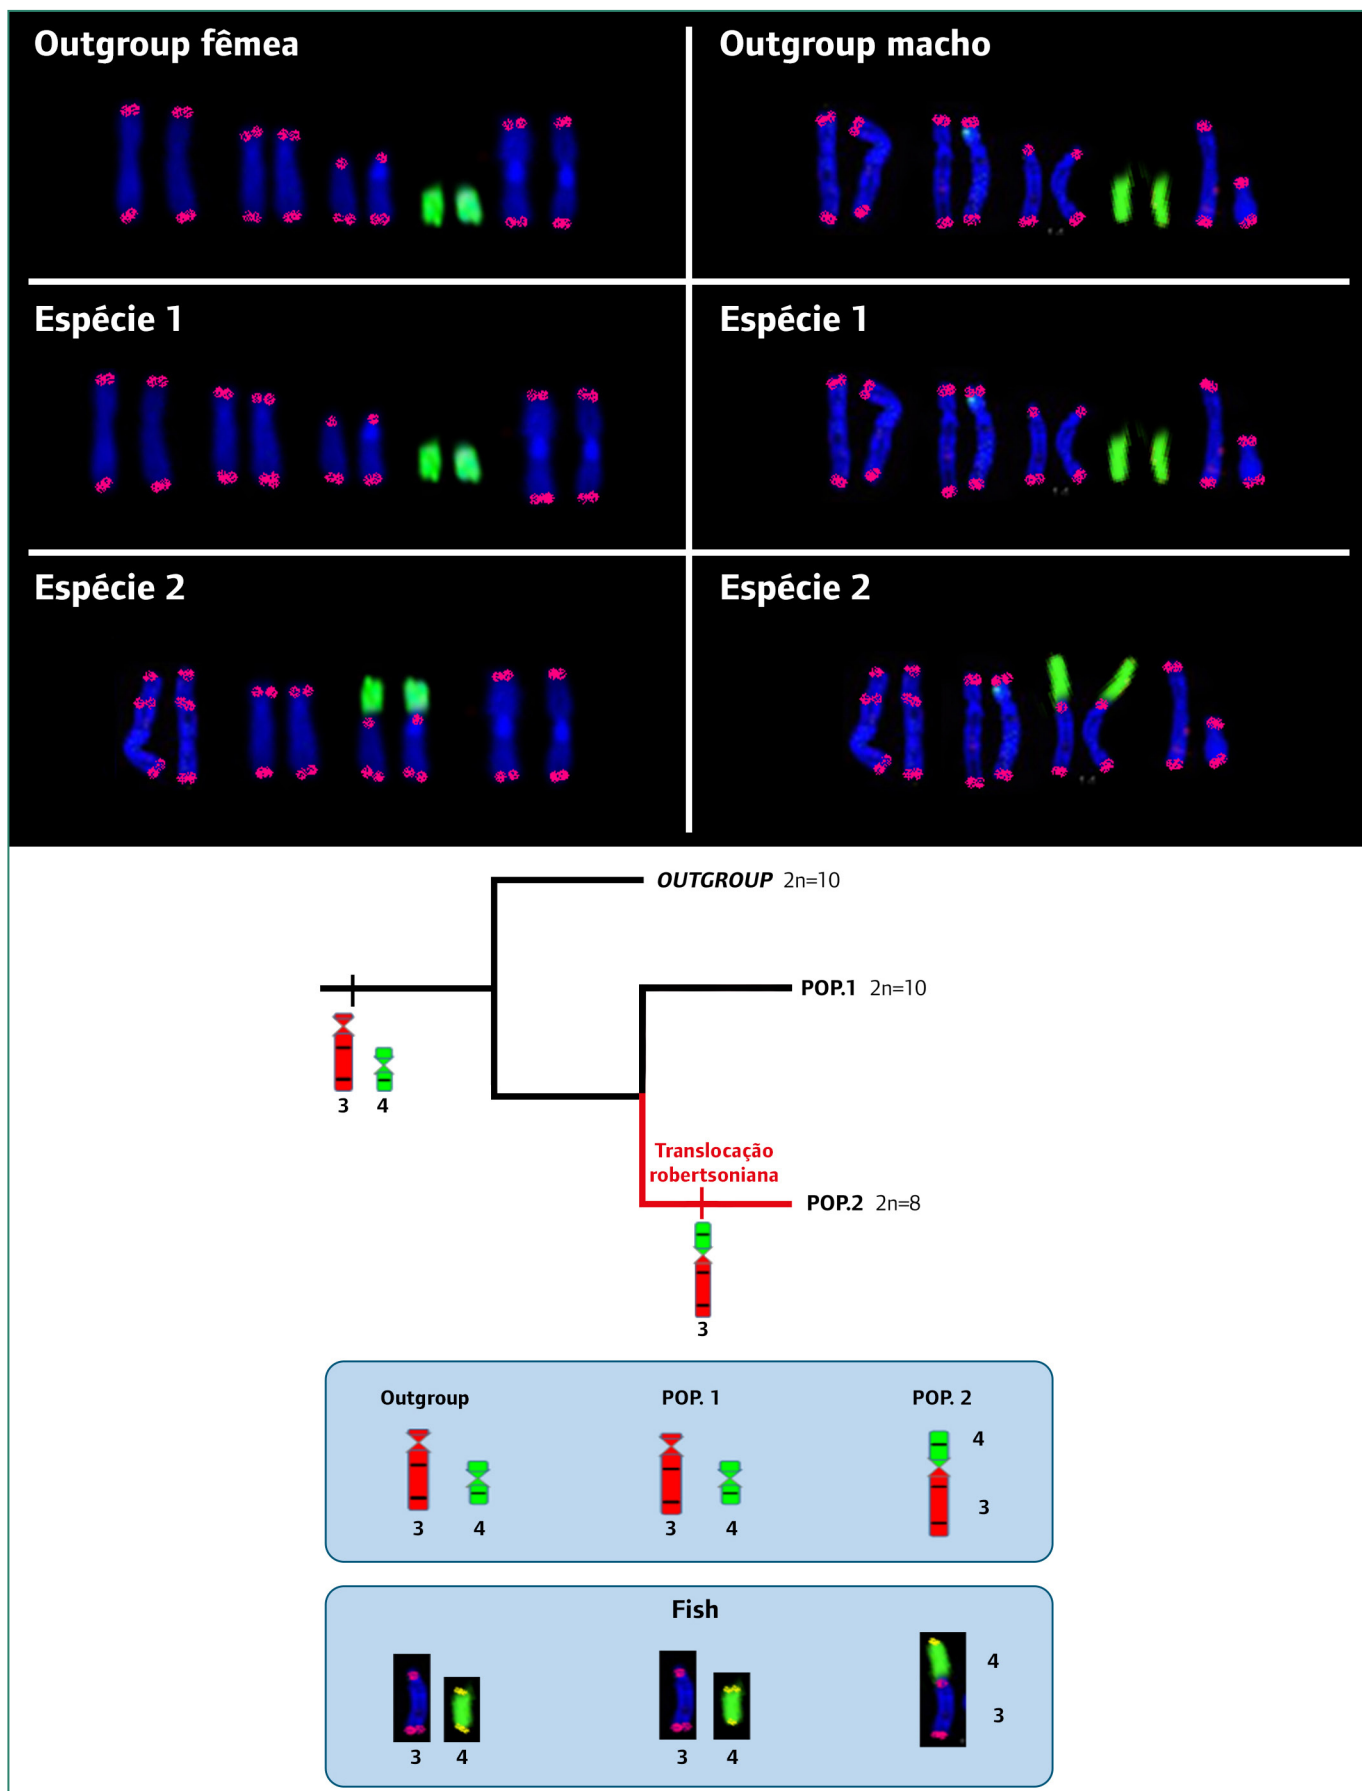 Outgroup fêmea
Outgroup macho
Espécie 1
Espécie 1
Espécie 2
Espécie 2
OUTGROUP 2n=10
POP.1 2n=10
3 4
Translocação
robertsoniana
POP.2 2n=8
3
Outgroup POP. 1 POP. 2
4
3
3 4 3 4
Fish
4
3
3 4 3 4